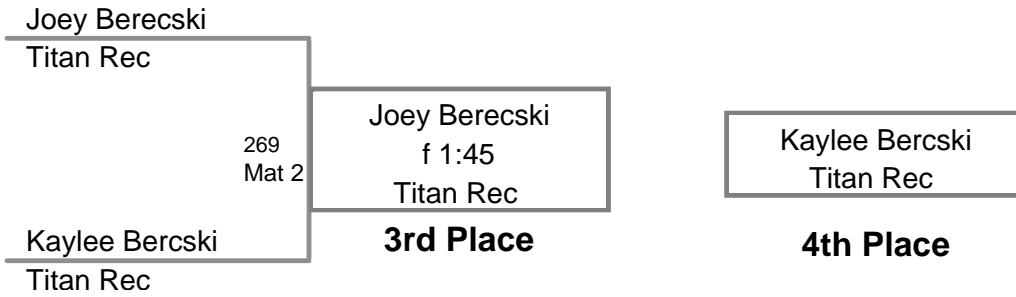 Joey Berecski
Titan Rec
269
Mat 2
Kaylee Bercski
Titan Rec
Joey Berecski
f 1:45
Titan Rec
3rd Place
Kaylee Bercski
Titan Rec
4th Place